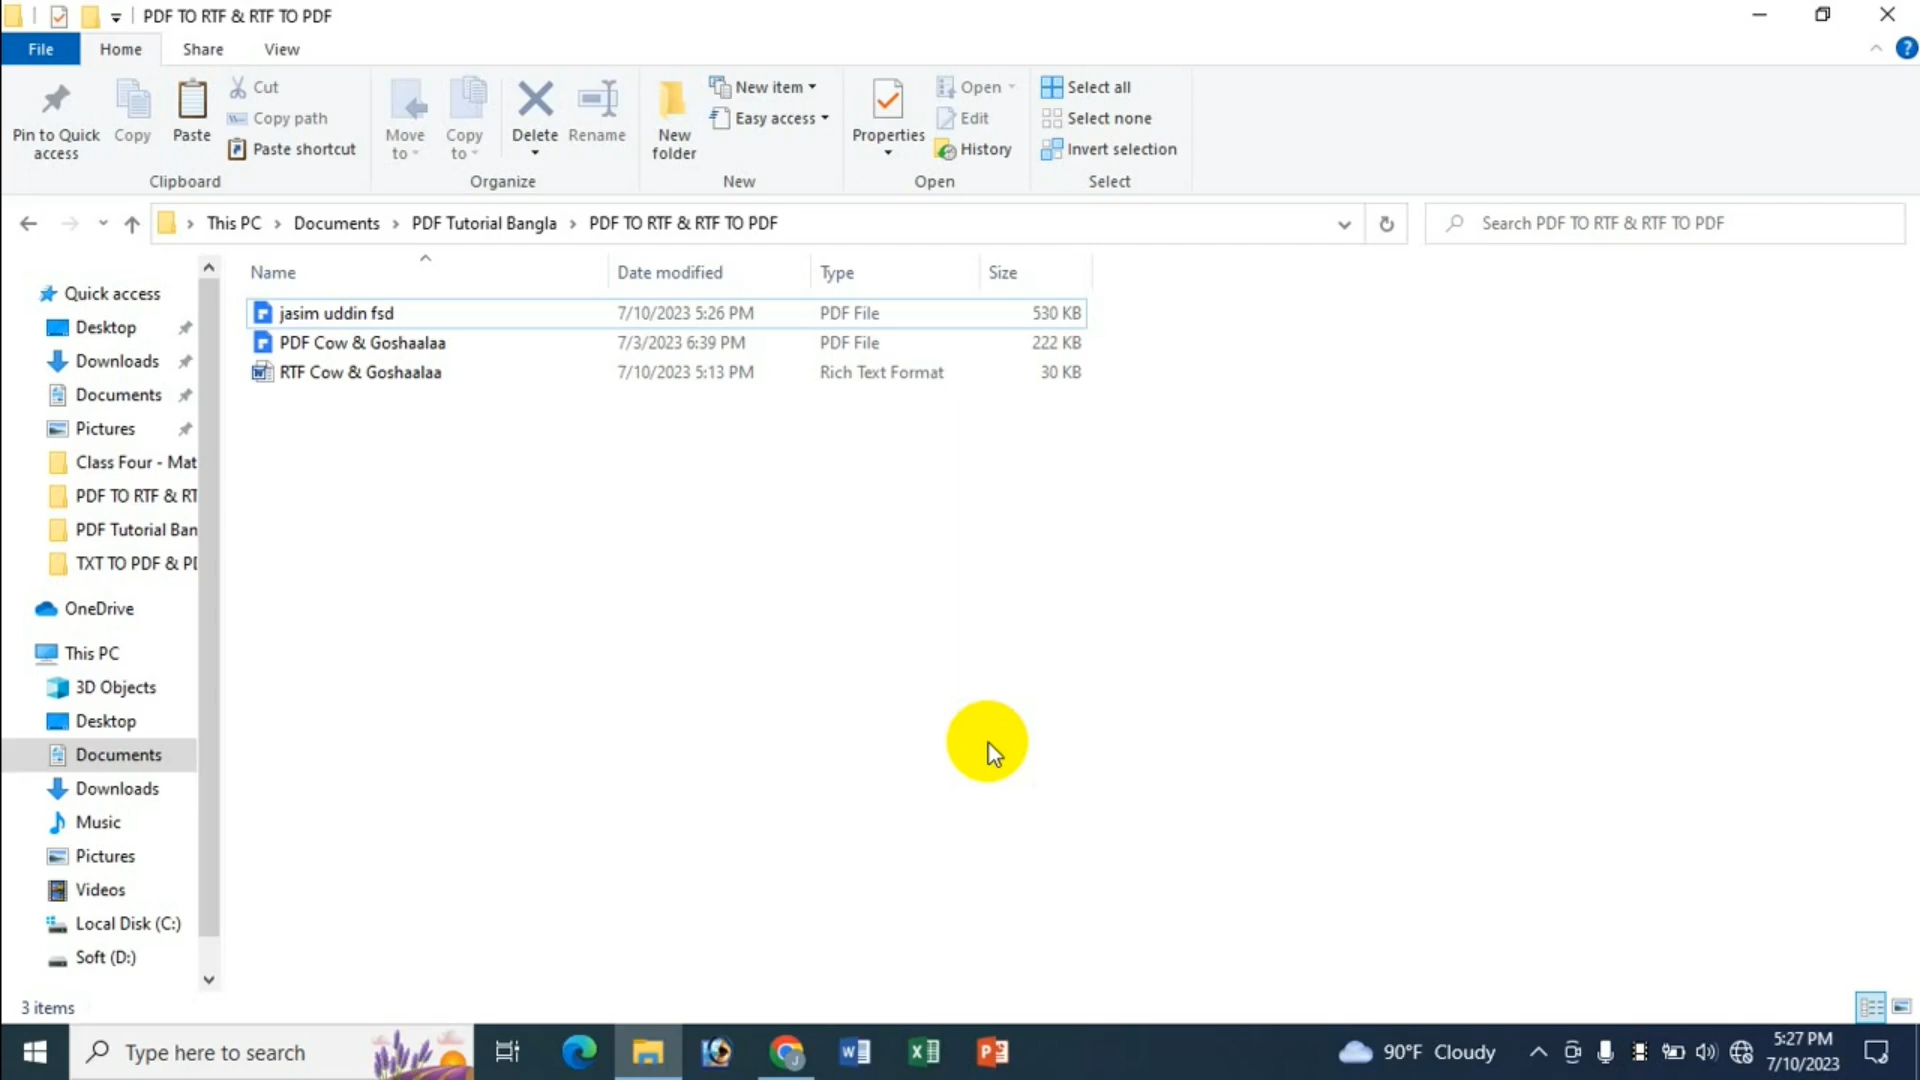 PDF TO RTF & RTF TO PDF
File Home Share View
Pin to Quick access
Copy
Paste
Cut
Copy path
Paste shortcut
Clipboard
Move to
Copy to
Delete
Rename
Organize
New folder
New item
Easy access
New
Properties
Open
Edit
History
Open
Select all
Select none
Invert selection
Select
This PC > Documents > PDF Tutorial Bangla > PDF TO RTF & RTF TO PDF
Search PDF TO RTF & RTF TO PDF
Name Date modified Type Size
jasim uddin fsd 7/10/2023 5:26 PM PDF File 530 KB
PDF Cow & Goshaalaa 7/3/2023 6:39 PM PDF File 222 KB
RTF Cow & Goshaalaa 7/10/2023 5:13 PM Rich Text Format 30 KB
Quick access
Desktop
Downloads
Documents
Pictures
Class Four - Mat
PDF TO RTF & RT
PDF Tutorial Ban
TXT TO PDF & PD
OneDrive
This PC
3D Objects
Desktop
Documents
Downloads
Music
Pictures
Videos
Local Disk (C:)
Soft (D:)
3 items
Type here to search
90°F Cloudy
5:27 PM
7/10/2023